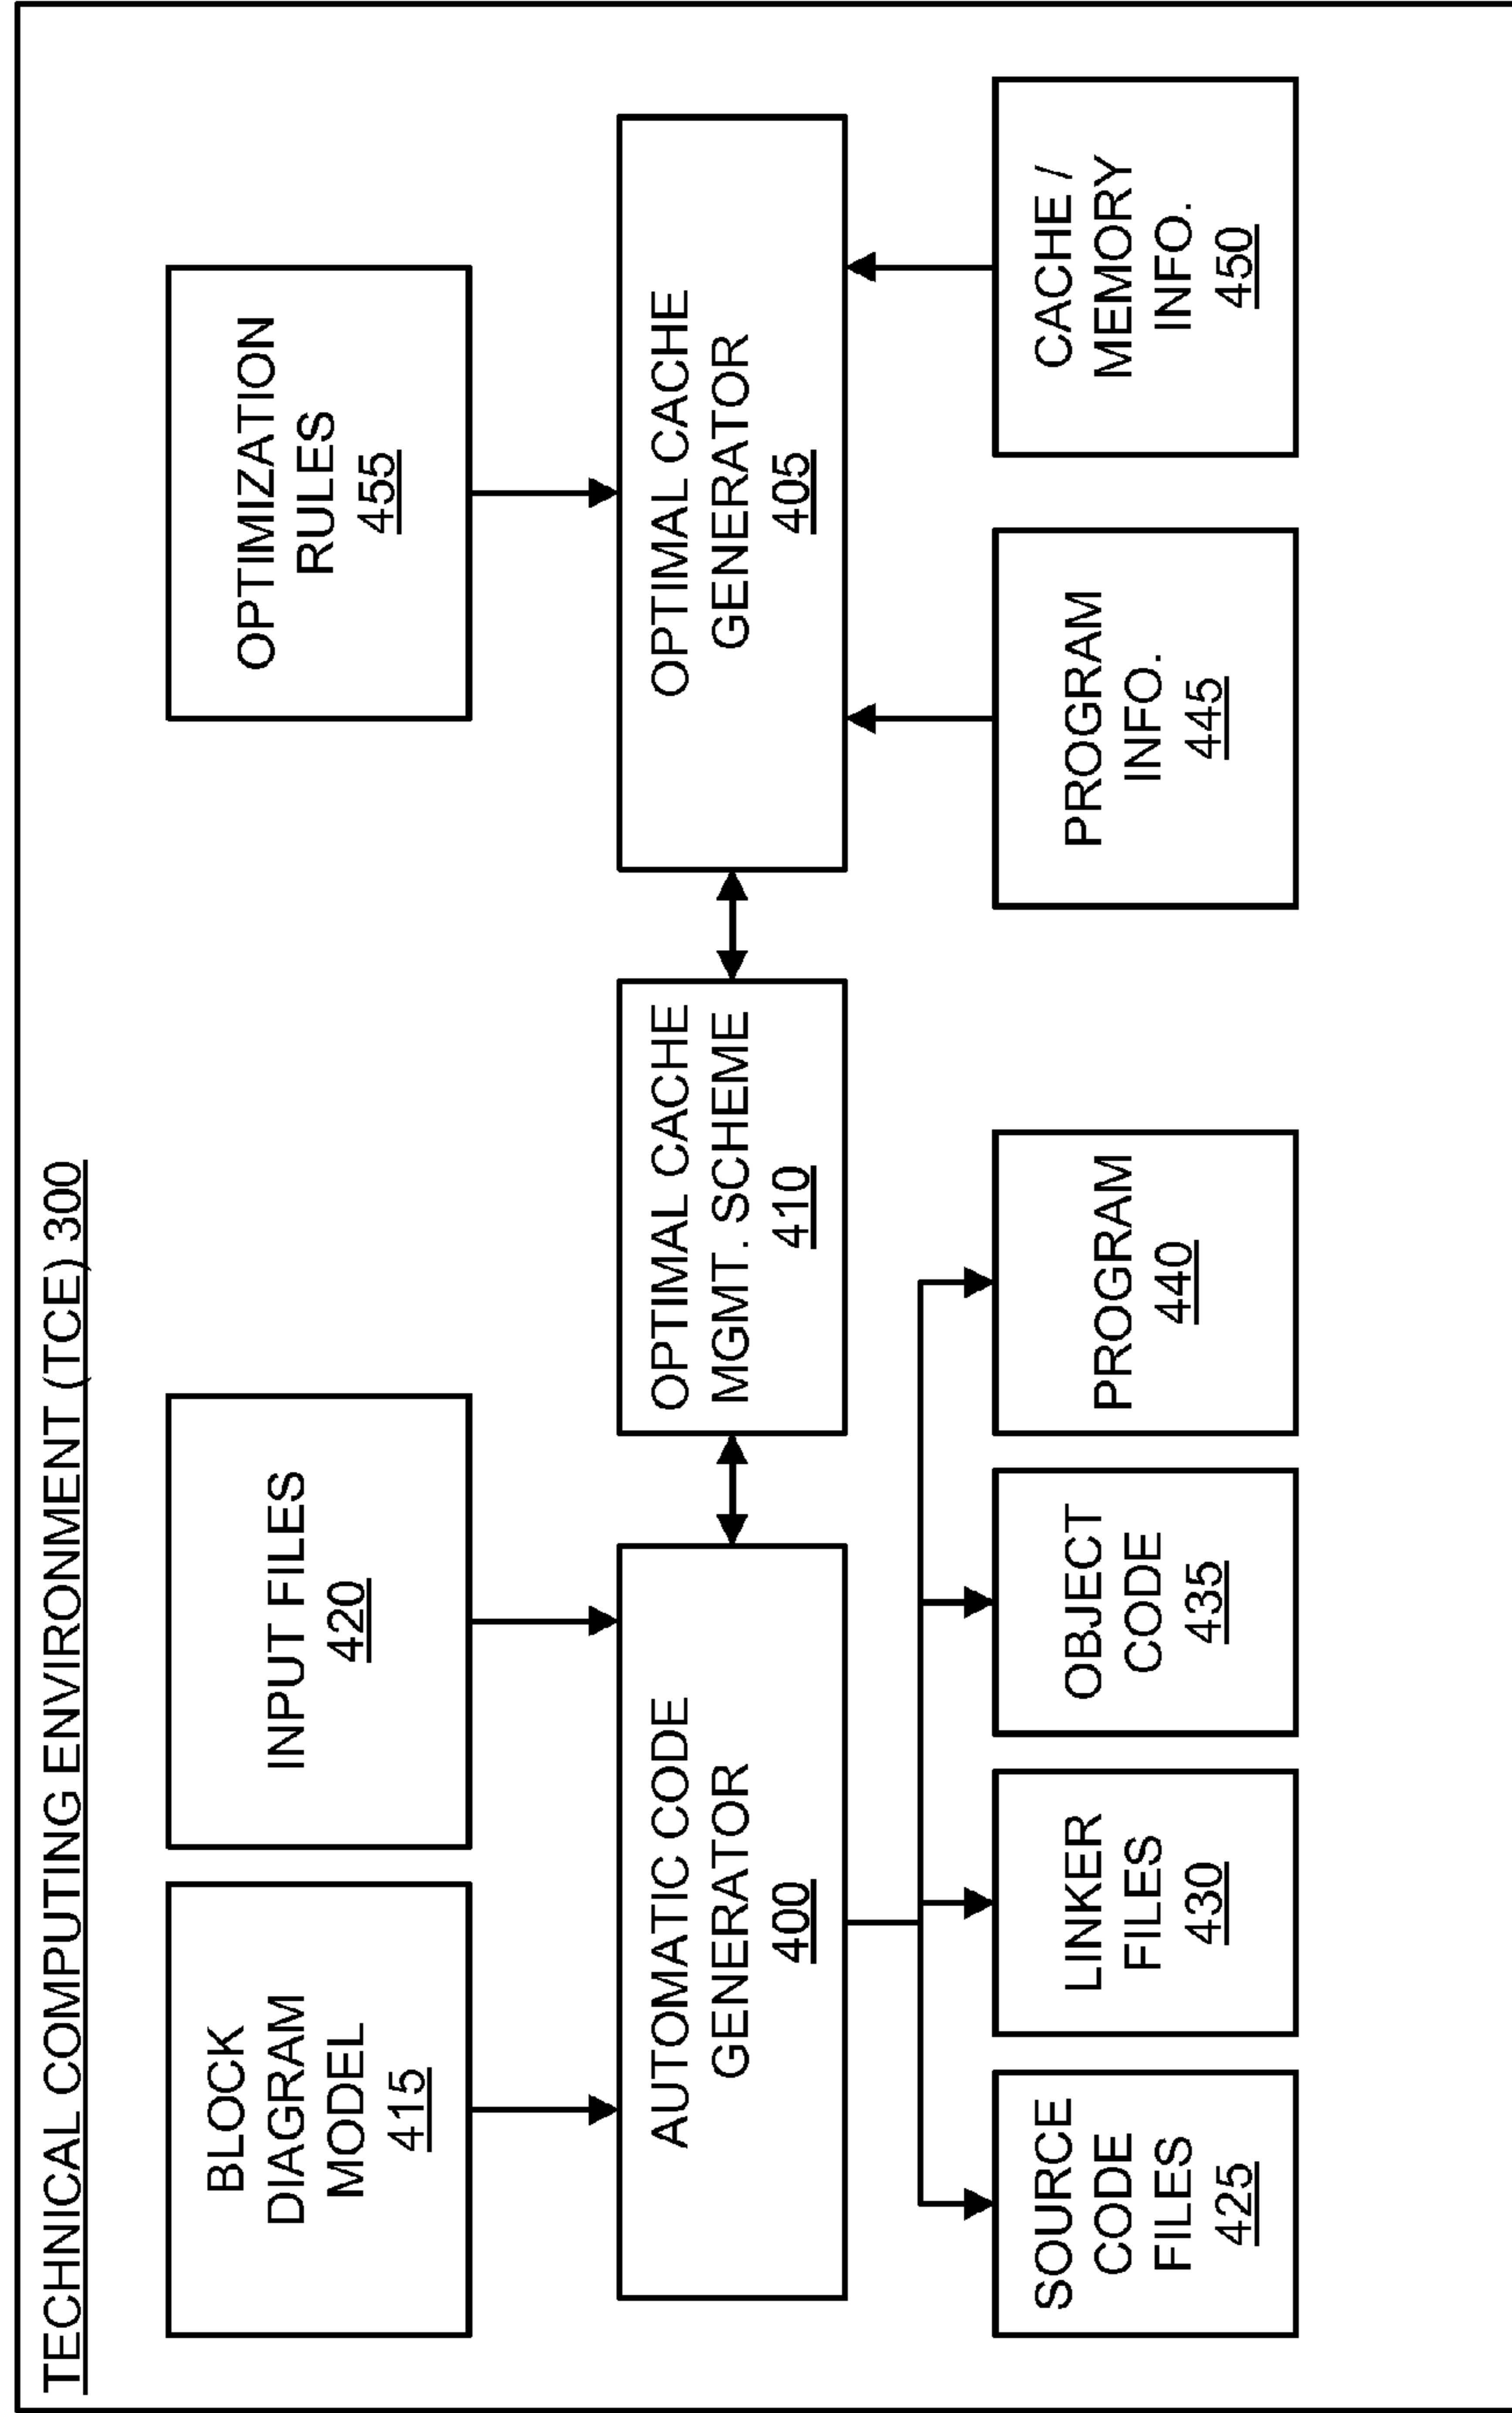 TECHNICAL COMPUTING ENVIRONMENT (TCE) 300
BLOCK
DIAGRAM
MODEL
415
INPUT FILES
420
OPTIMIZATION
RULES
455
AUTOMATIC CODE
GENERATOR
400
OPTIMAL CACHE
MGMT. SCHEME
410
OPTIMAL CACHE
GENERATOR
405
SOURCE
CODE
FILES
425
LINKER
FILES
430
OBJECT
CODE
435
PROGRAM
440
PROGRAM
INFO.
445
CACHE /
MEMORY
INFO.
450